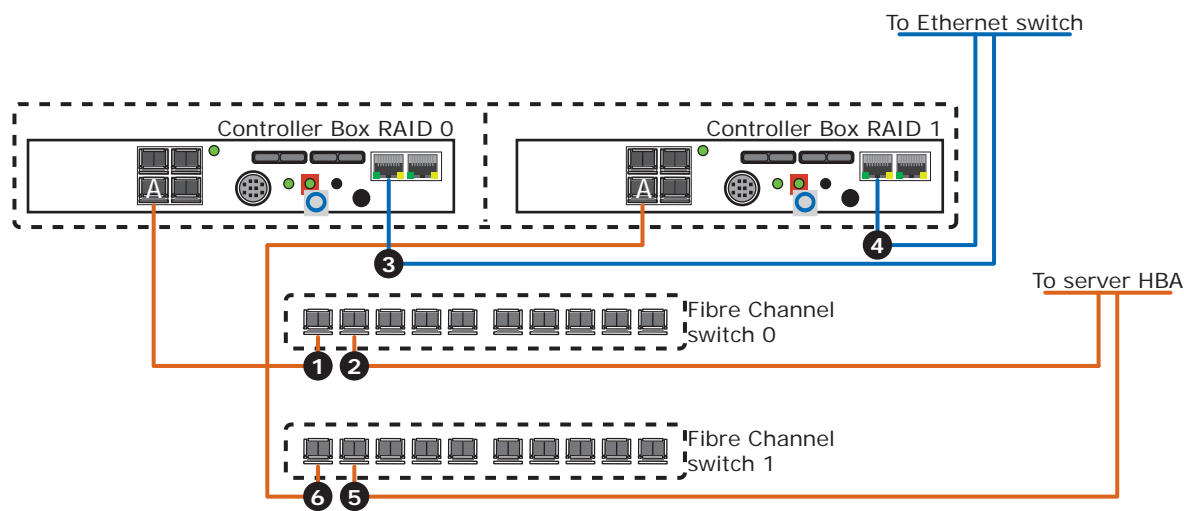 To Ethernet switch
Controller Box RAID 0
Controller Box RAID 1
A
A
4
3
To server HBA
Fibre Channel
switch 0
1
2
Fibre Channel
switch 1
6
5